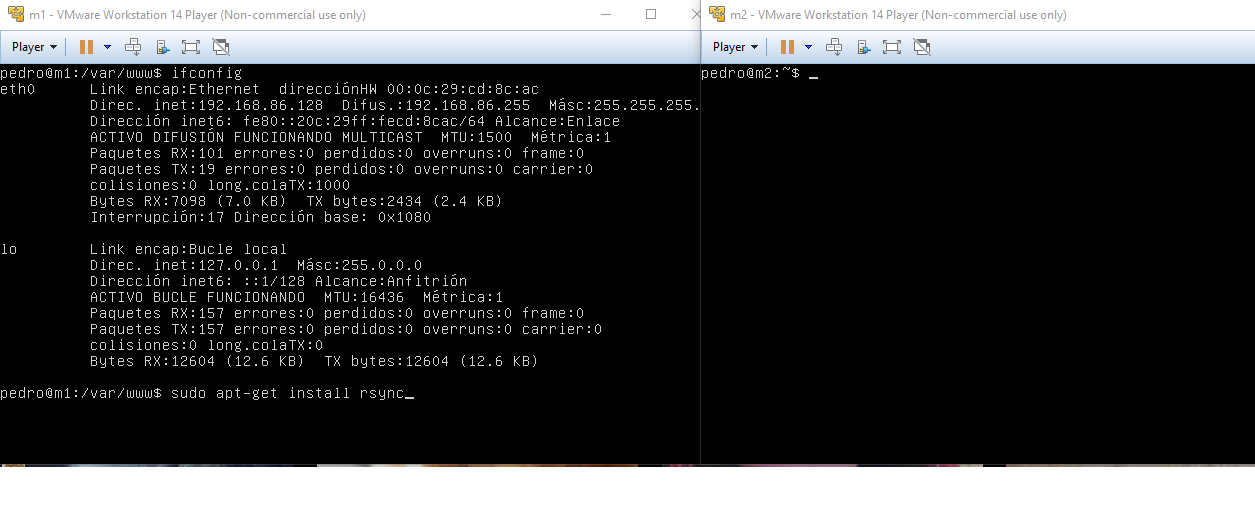 m1 - VMware Workstation 14 Player (Non-commercial use only)
Player
pedro@m1:/var/www$ ifconfig
eth0      Link encap:Ethernet  direcciónHW 00:0c:29:cd:8c:ac
          Direc. inet:192.168.86.128  Difus.:192.168.86.255  Másc:255.255.255.
          Dirección inet6: fe80::20c:29ff:fecd:8cac/64 Alcance:Enlace
          ACTIVO DIFUSIÓN FUNCIONANDO MULTICAST  MTU:1500  Métrica:1
          Paquetes RX:101 errores:0 perdidos:0 overruns:0 frame:0
          Paquetes TX:19 errores:0 perdidos:0 overruns:0 carrier:0
          colisiones:0 long.colaTX:1000
          Bytes RX:7098 (7.0 KB)  TX bytes:2434 (2.4 KB)
          Interrupción:17 Dirección base: 0x1080
lo        Link encap:Bucle local
          Direc. inet:127.0.0.1  Másc:255.0.0.0
          Dirección inet6: ::1/128 Alcance:Anfitrión
          ACTIVO BUCLE FUNCIONANDO  MTU:16436  Métrica:1
          Paquetes RX:157 errores:0 perdidos:0 overruns:0 frame:0
          Paquetes TX:157 errores:0 perdidos:0 overruns:0 carrier:0
          colisiones:0 long.colaTX:0
          Bytes RX:12604 (12.6 KB)  TX bytes:12604 (12.6 KB)
pedro@m1:/var/www$ sudo apt-get install rsync_
m2 - VMware Workstation 14 Player (Non-commercial use only)
Player
pedro@m2:~$ _